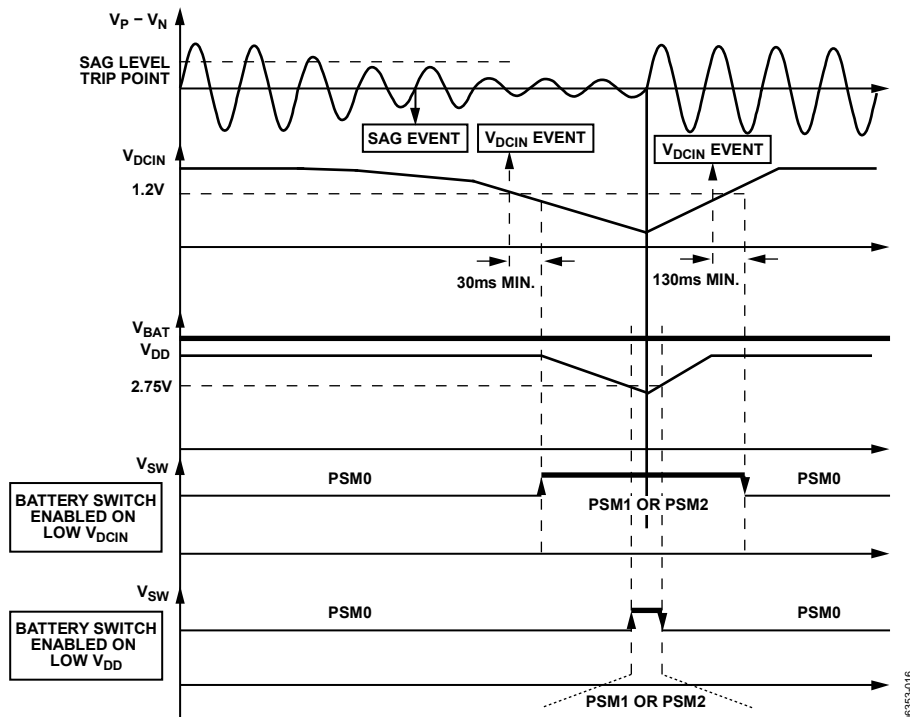 VP − VN
SAG LEVEL
TRIP POINT
SAG EVENT
VDCIN EVENT
VDCIN EVENT
VDCIN
1.2V
30ms MIN.
130ms MIN.
VBAT
VDD
2.75V
VSW
PSM0
PSM0
BATTERY SWITCH
ENABLED ON
LOW VDCIN
PSM1 OR PSM2
VSW
PSM0
PSM0
BATTERY SWITCH
ENABLED ON
LOW VDD
PSM1 OR PSM2